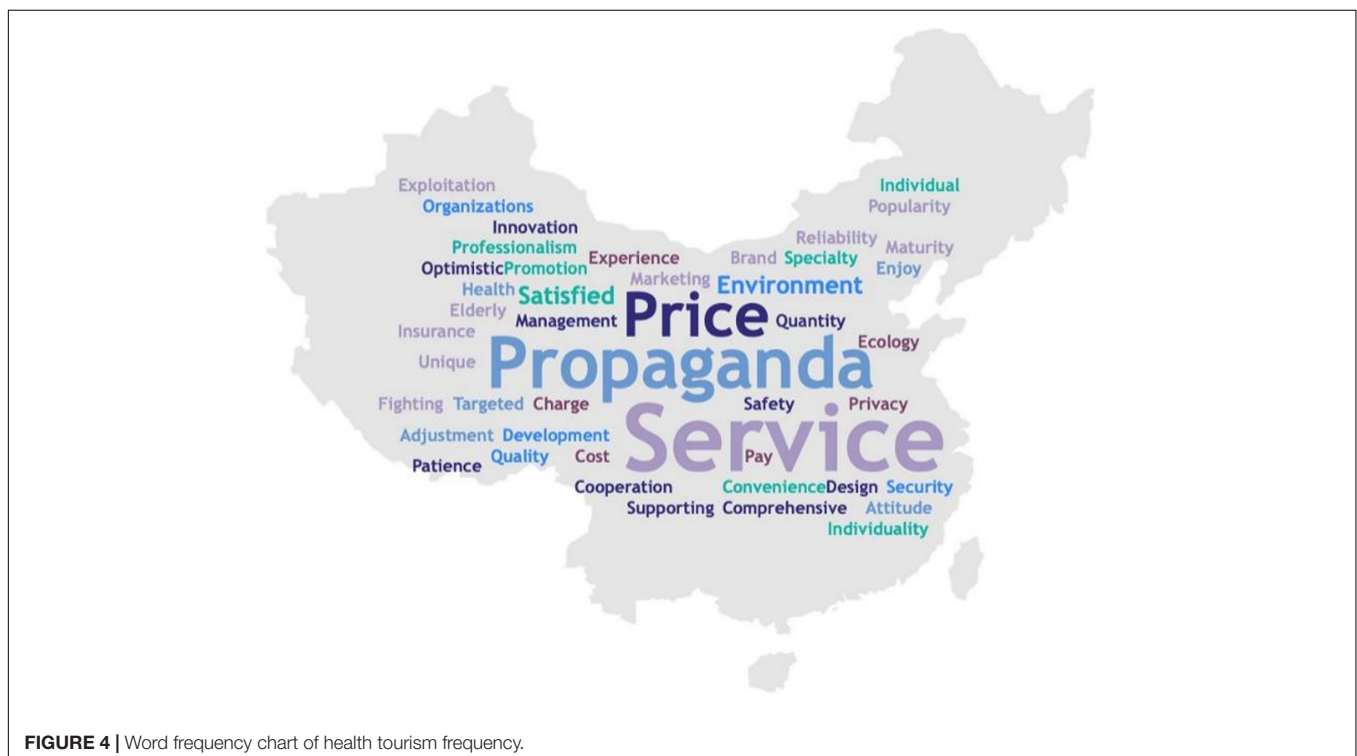 Exploitation Individual
Organizations Popularity
Innovation Reliability
Professionalism Experience Brand Specialty Maturity
OptimisticPromotion Marketing Environment Enjoy
Health Satisfied
Elderly Management Price Quantity
Insurance Ecology
Unique Propaganda
Fighting Targeted Charge Safety Privacy
Adjustment Development Service
Patience Quality Cost Pay
Cooperation ConvenienceDesign Security
Supporting Comprehensive Attitude
Individuality
FIGURE 4 | Word frequency chart of health tourism frequency.